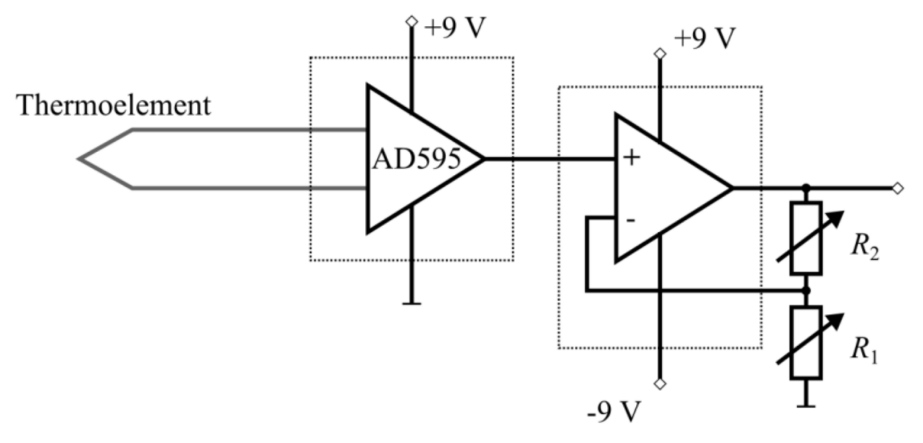 +9 V
+9 V
Thermoelement
AD595
+
-
R2
R1
-9 V